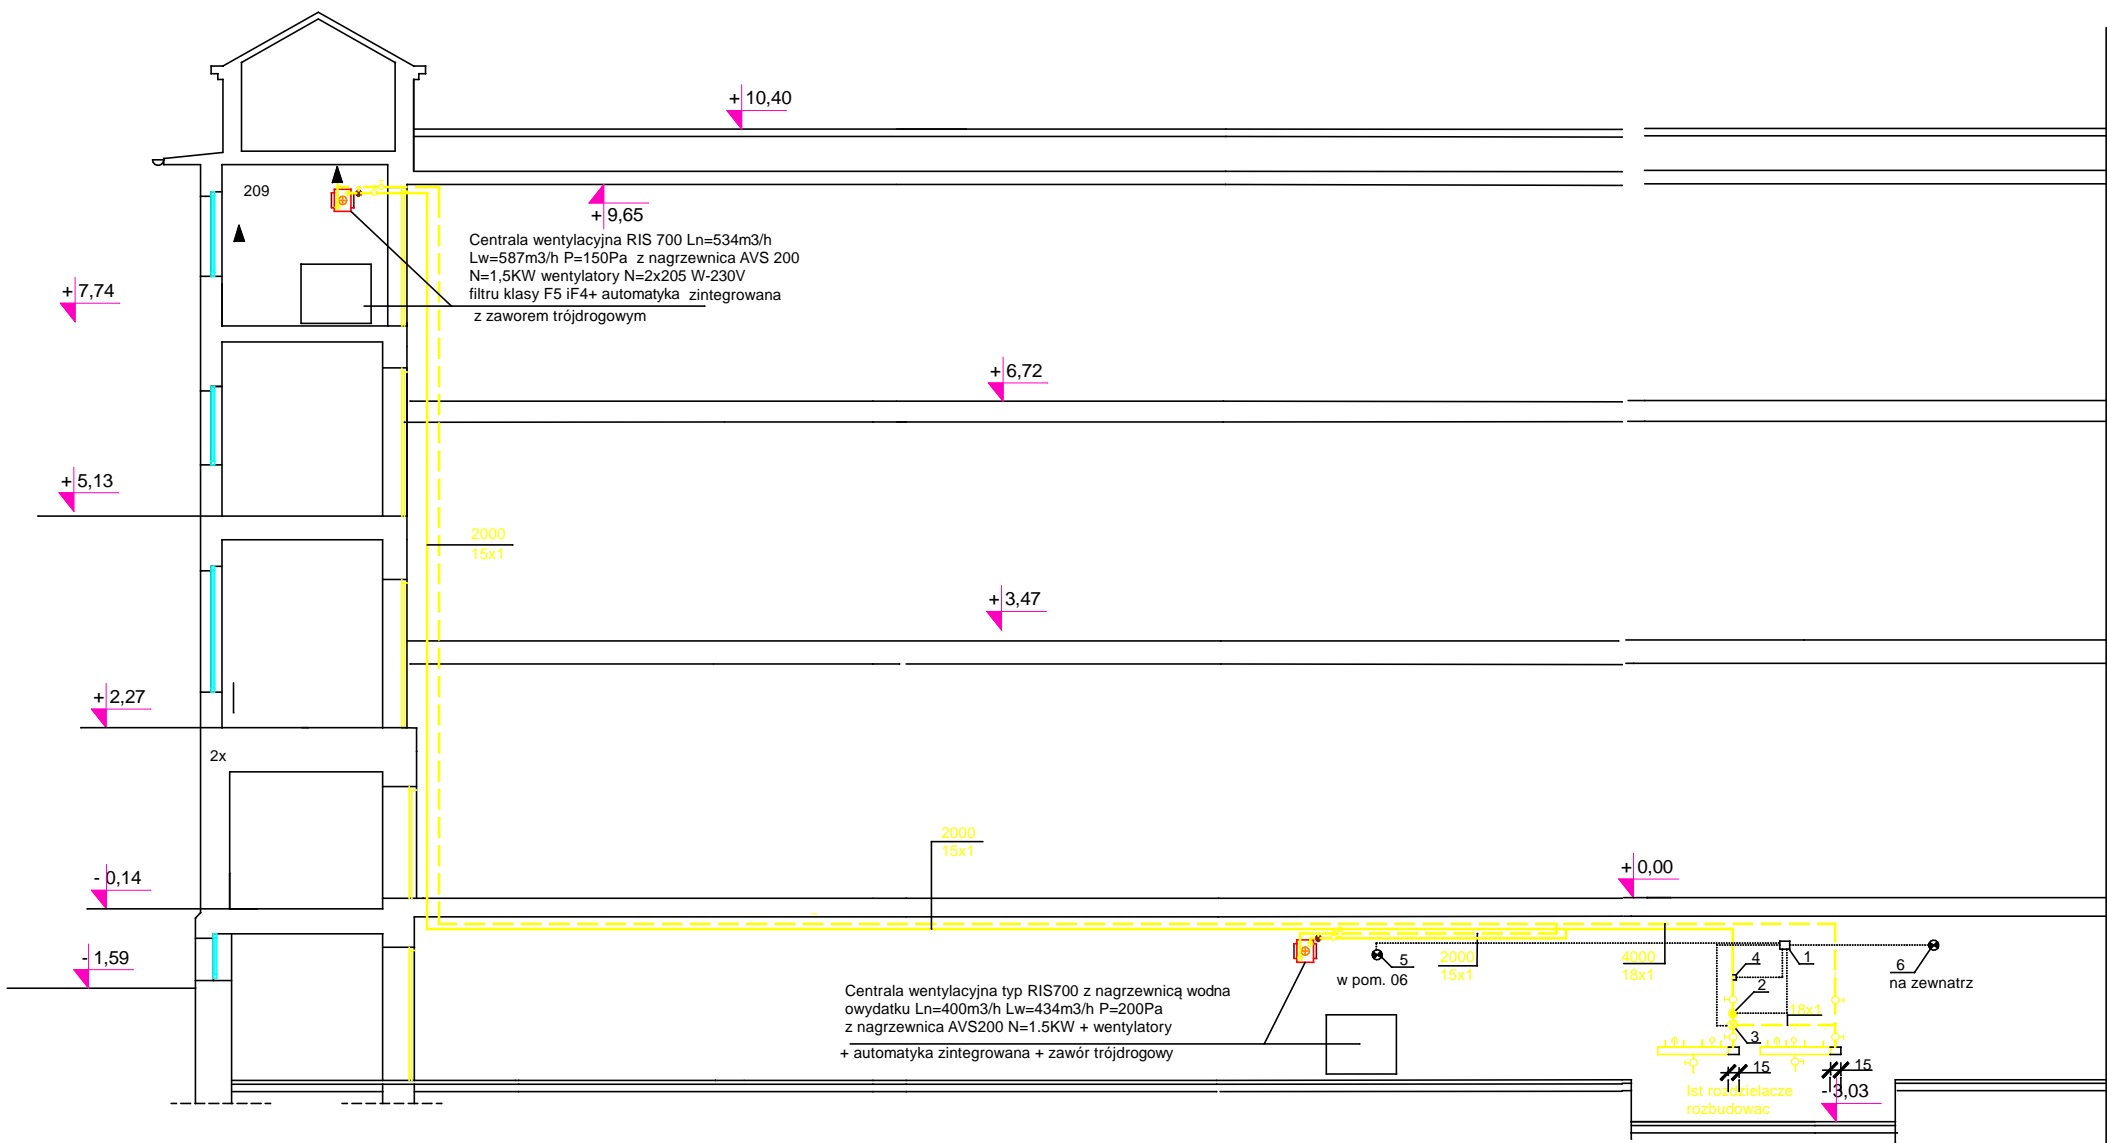 + 10,40
209
+ 9,65
Centrala wentylacyjna RIS 700 Ln=534m3/h
Lw=587m3/h P=150Pa z nagrzewnica AVS 200
N=1,5KW wentylatory N=2x205 W-230V
filtru klasy F5 iF4+ automatyka zintegrowana
z zaworem trójdrogowym
+ 7,74
+ 6,72
+ 5,13
2000
15x1
+ 3,47
+ 2,27
2x
2000
15x1
+ 0,00
- 0,14
- 1,59
5
w pom. 06
2000
15x1
4000
18x1
4
1
6
na zewnatrz
2
18x1
3
Centrala wentylacyjna typ RIS700 z nagrzewnicą wodna
owydatku Ln=400m3/h Lw=434m3/h P=200Pa
z nagrzewnica AVS200 N=1.5KW + wentylatory
+ automatyka zintegrowana + zawór trójdrogowy
15
15
Ist rozdzielacze
rozbudowac
- 3,03